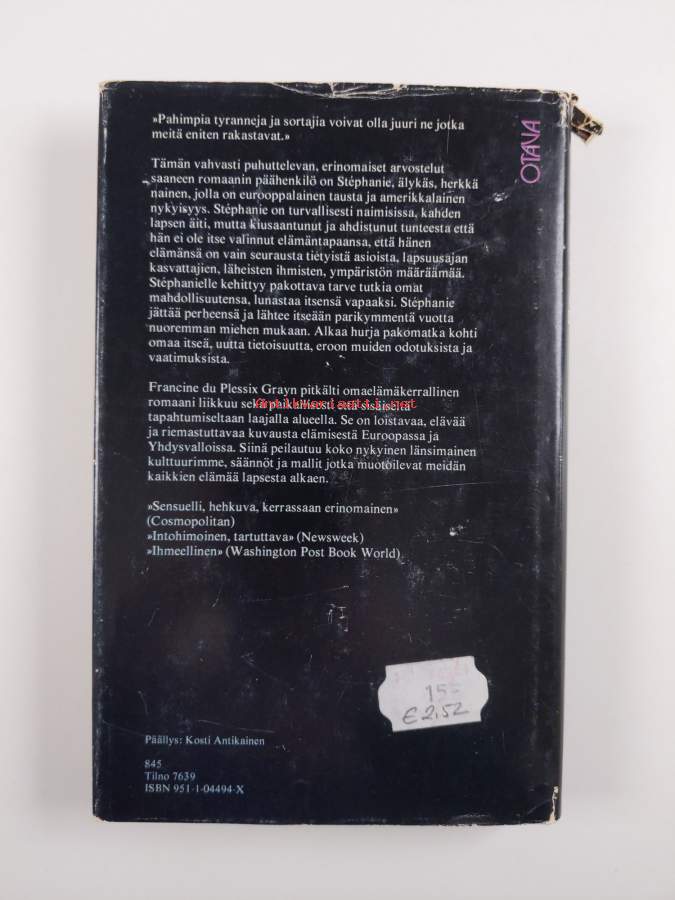 »Pahimpia tyranneja ja sortajia voivat olla juuri ne jotka
meitä eniten rakastavat.»
OTAVA
Tämän vahvasti puhuttelevan, erinomaiset arvostelut
saaneen romaanin päähenkilö on Stéphanie, älykäs, herkkä
nainen, jolla on eurooppalainen tausta ja amerikkalainen
nykyisyys. Stéphanie on turvallisesti naimisissa, kahden
lapsen äiti, mutta kiusaantunut ja ahdistunut tunteesta että
hän ei ole itse valinnut elämäntapaansa, että hänen
elämänsä on vain seurausta tietyistä asioista, lapsuusajan
kasvattajien, läheisten ihmisten, ympäristön määräämää.
Stéphanielle kehittyy pakottava tarve tutkia omat
mahdollisuutensa, lunastaa itsensä vapaaksi. Stéphanie
jättää perheensä ja lähtee itseään parikymmentä vuotta
nuoremman miehen mukaan. Alkaa hurja pakomatka kohti
omaa itseä, uutta tietoisuutta, eroon muiden odotuksista ja
vaatimuksista.
Francine du Plessix Grayn pitkälti omaelämäkerrallinen
romaani liikkuu sekä paikallisesti että sisäiseltä
Antikvariaatti.net
tapahtumiseltaan laajalla alueella. Se on loistavaa, elävää
ja riemastuttavaa kuvausta elämisestä Euroopassa ja
Yhdysvalloissa. Siinä peilautuu koko nykyinen länsimainen
kulttuurimme, säännöt ja mallit jotka muotoilevat meidän
kaikkien elämää lapsesta alkaen.
»Sensuelli, hehkuva, kerrassaan erinomainen»
(Cosmopolitan)
»Intohimoinen, tartuttava» (Newsweek)
»Ihmeellinen» (Washington Post Book World)
15-
€ 2,52
Päällys: Kosti Antikainen
845
Tilno 7639
ISBN 951-1-04494-X